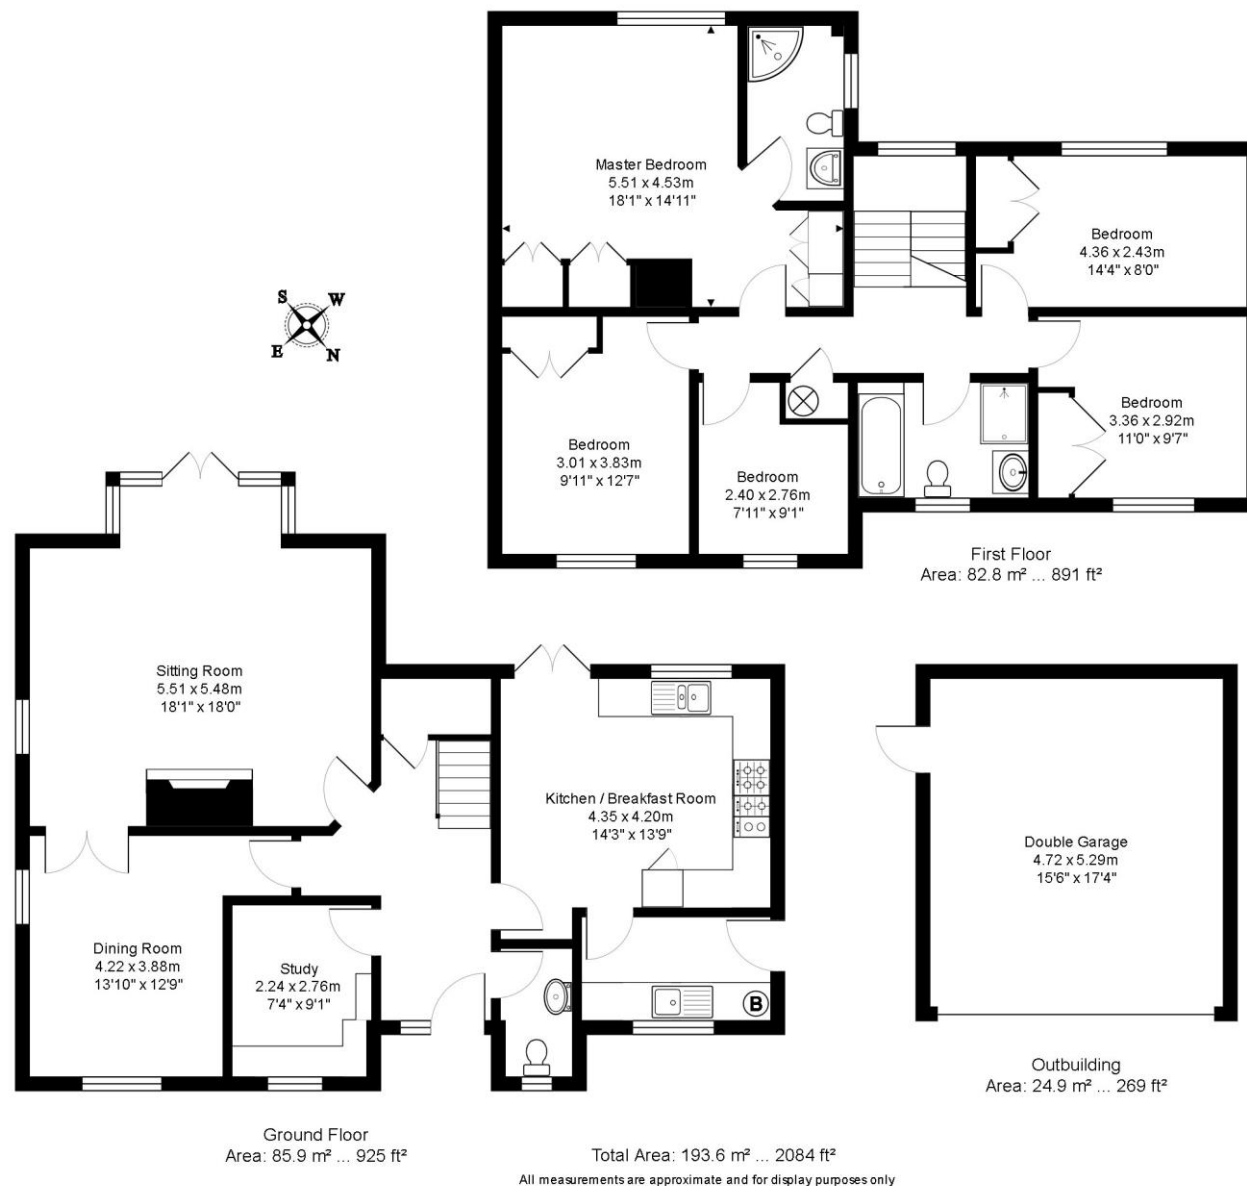 Master Bedroom
5.51 x 4.53m
18'1" x 14'11"
Bedroom
4.36 x 2.43m
14'4" x 8'0"
S
W
E
N
Bedroom
3.36 x 2.92m
11'0" x 9'7"
Bedroom
3.01 x 3.83m
9'11" x 12'7"
Bedroom
2.40 x 2.76m
7'11" x 9'1"
First Floor
Area: 82.8 m² ... 891 ft²
Sitting Room
5.51 x 5.48m
18'1" x 18'0"
Kitchen / Breakfast Room
4.35 x 4.20m
14'3" x 13'9"
Double Garage
4.72 x 5.29m
15'6" x 17'4"
Dining Room
4.22 x 3.88m
13'10" x 12'9"
Study
2.24 x 2.76m
7'4" x 9'1"
B
Outbuilding
Area: 24.9 m² ... 269 ft²
Ground Floor
Area: 85.9 m² ... 925 ft²
Total Area: 193.6 m² ... 2084 ft²
All measurements are approximate and for display purposes only